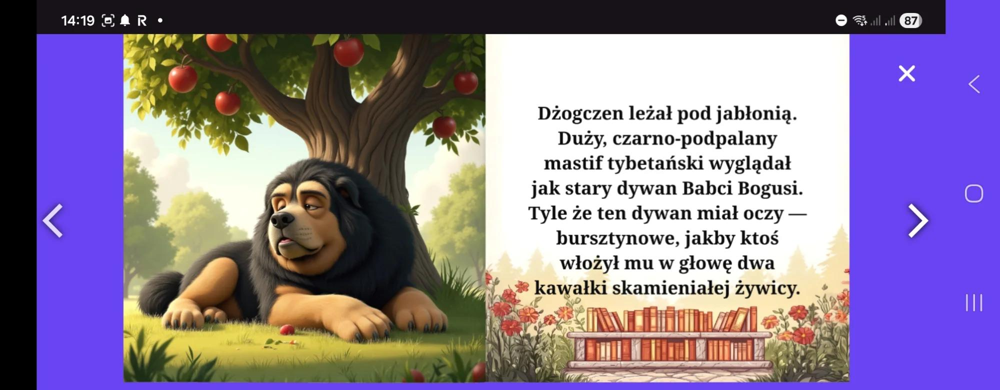 14:19
87
Dżogczen leżał pod jabłonią.
Duży, czarno-podpalany
mastif tybetański wyglądał
jak stary dywan Babci Bogusi.
Tyle że ten dywan miał oczy —
bursztynowe, jakby ktoś
włożył mu w głowę dwa
kawałki skamieniałej żywicy.